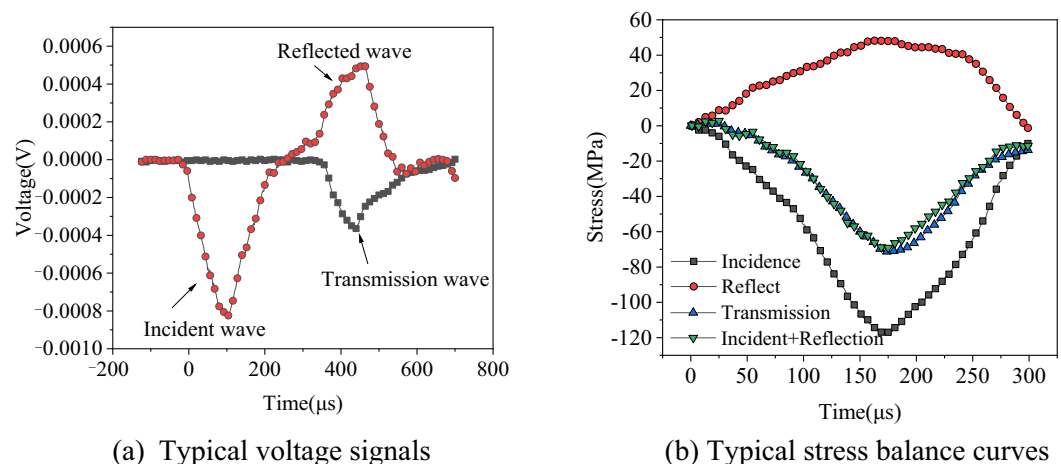 0.0006
0.0004
0.0002
0.0000
-0.0002
-0.0004
-0.0006
-0.0008
-0.0010
Voltage(V)
Reflected wave
Transmission wave
Incident wave
-200 0 200 400 600 800
Time(μs)
(a) Typical voltage signals
60
40
20
0
-20
-40
-60
-80
-100
-120
Stress(MPa)
Incidence
Reflect
Transmission
Incident+Reflection
0 50 100 150 200 250 300
Time(μs)
(b) Typical stress balance curves